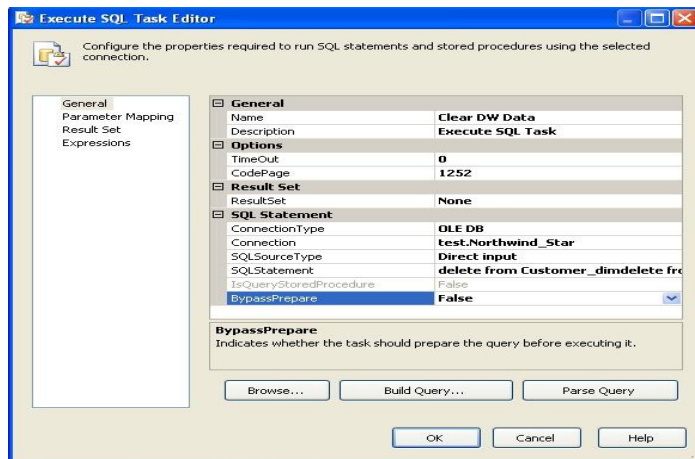 Execute SQL Task Editor
Configure the properties required to run SQL statements and stored procedures using the selected
connection.
General
Parameter Mapping
Result Set
Expressions
General
Name Clear DW Data
Description Execute SQL Task
Options
TimeOut 0
CodePage 1252
Result Set
ResultSet None
SQL Statement
ConnectionType OLE DB
Connection test.Northwind_Star
SQLSourceType Direct input
SQLStatement delete from Customer_dimdelete fro
IsQueryStoredProcedure False
BypassPrepare False
BypassPrepare
Indicates whether the task should prepare the query before executing it.
Browse... Build Query... Parse Query
OK Cancel Help